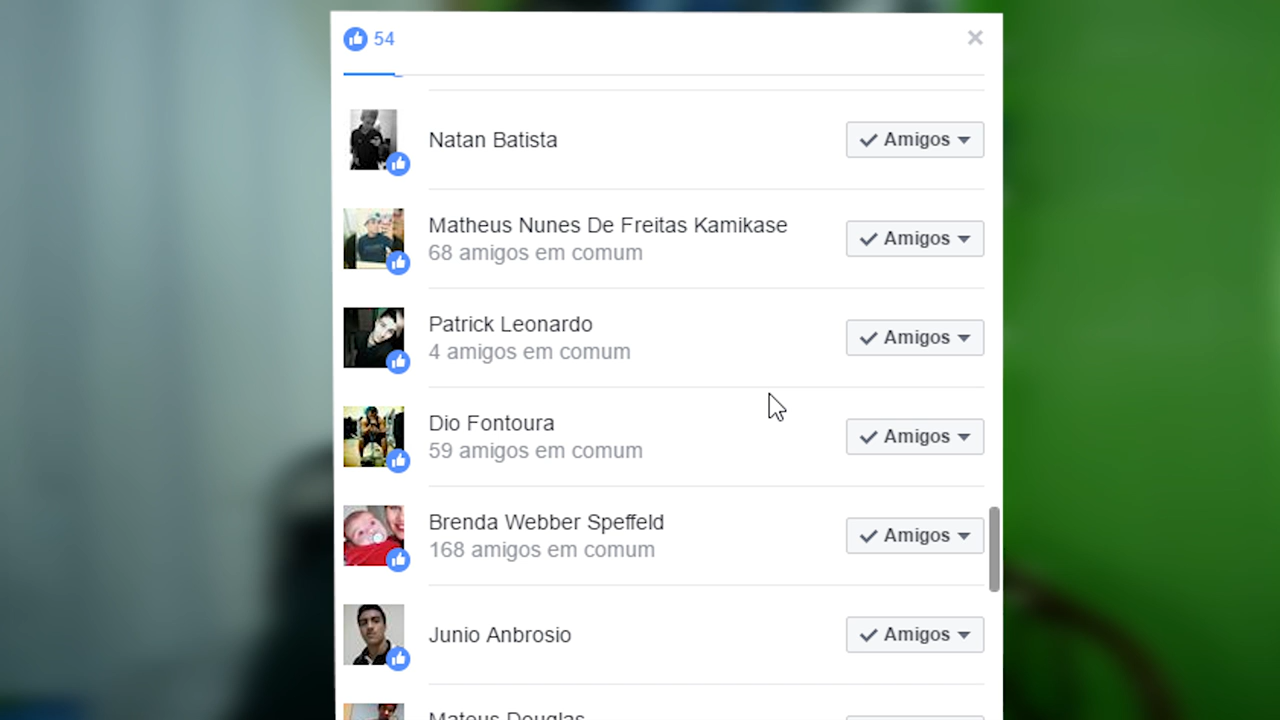 54
Natan Batista
Amigos
Matheus Nunes De Freitas Kamikase
68 amigos em comum
Amigos
Patrick Leonardo
4 amigos em comum
Amigos
Dio Fontoura
59 amigos em comum
Amigos
Brenda Webber Speffeld
168 amigos em comum
Amigos
Junio Anbrosio
Amigos
Mateus Douglas